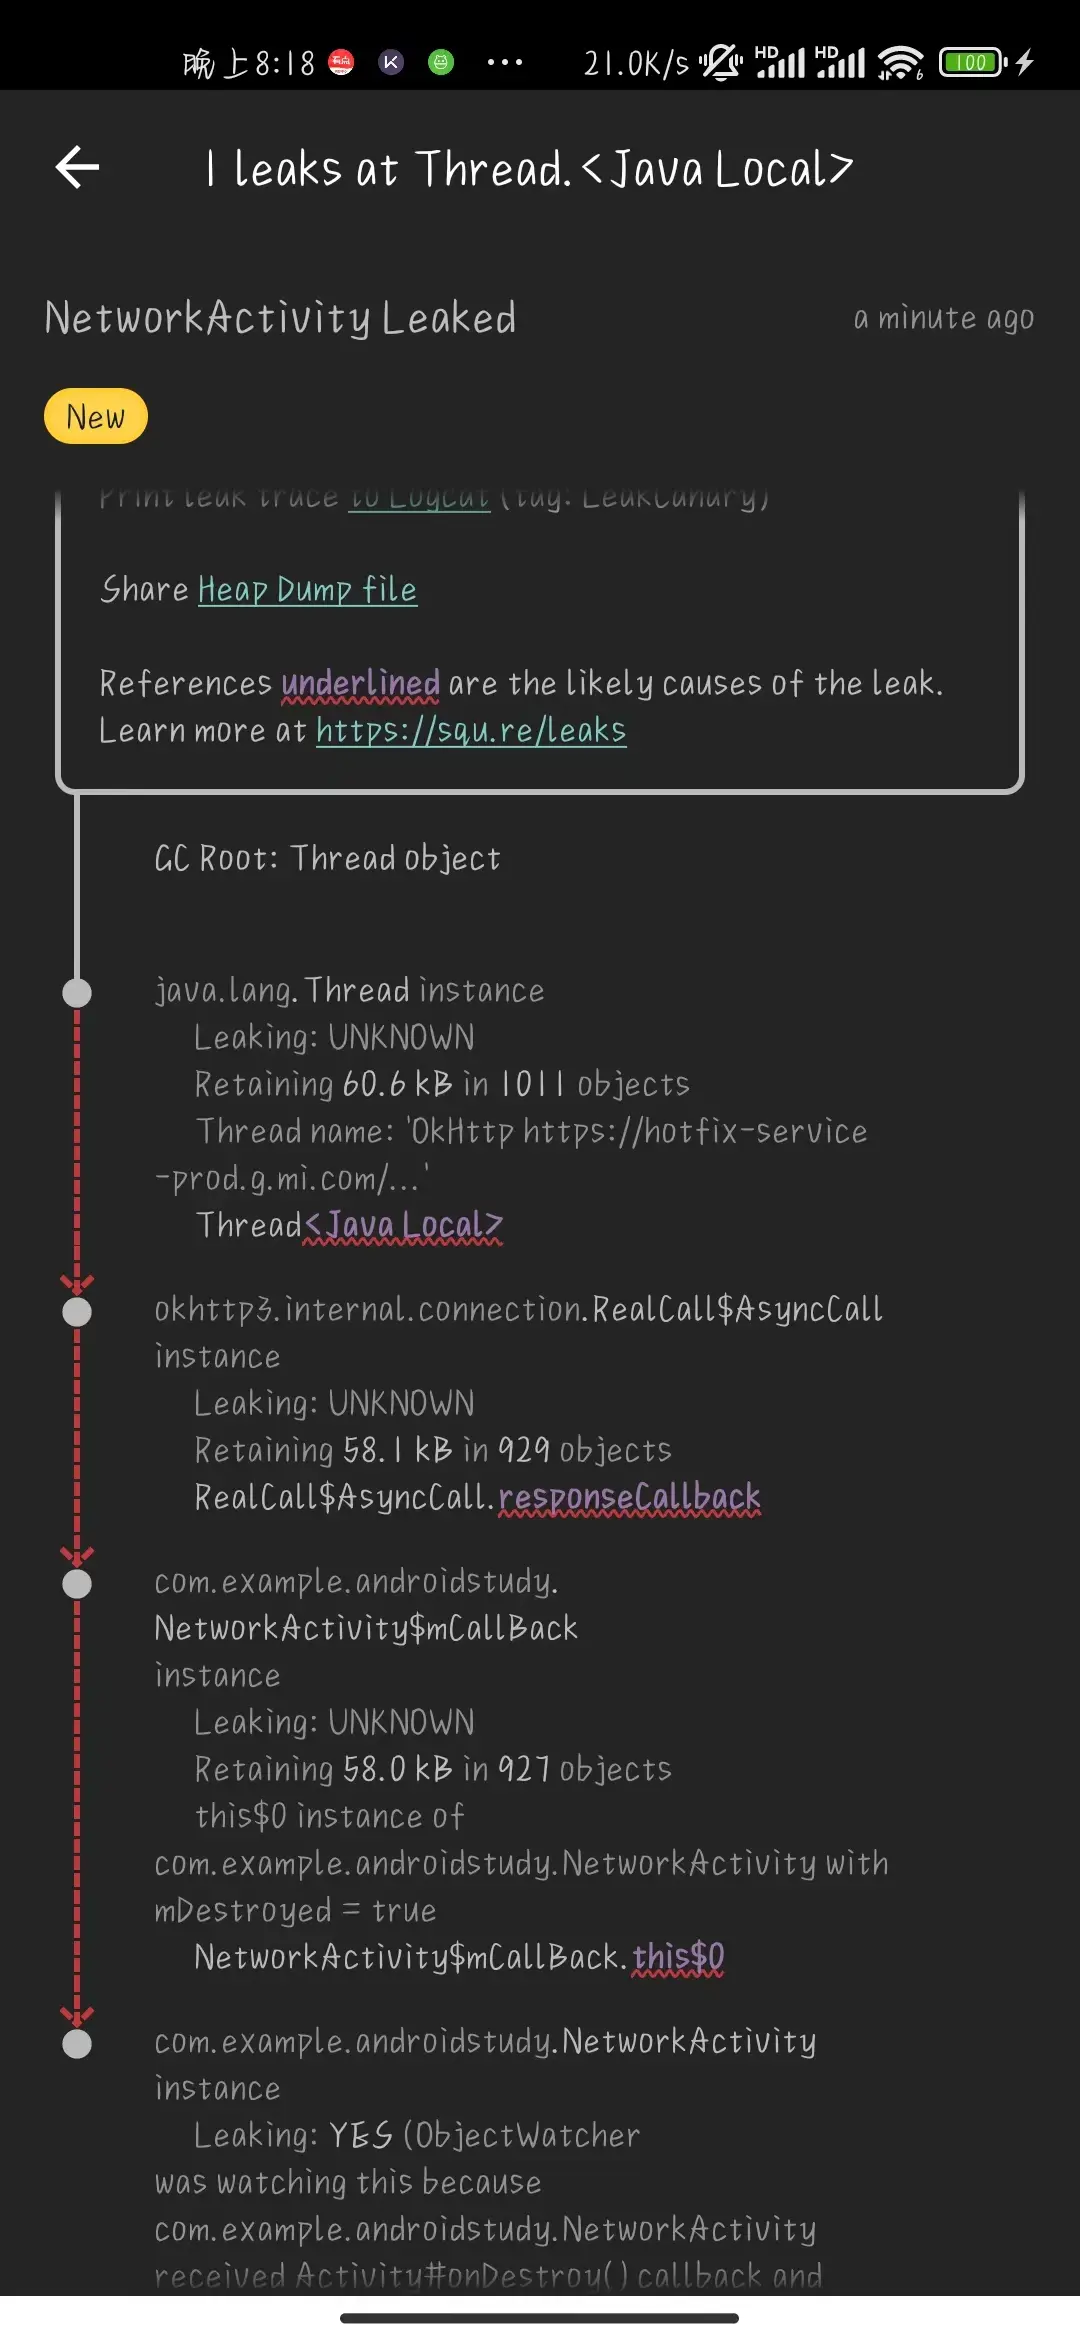 晚上8:18 ... 21.0K/s HD HD 6 100
1 leaks at Thread.<Java Local>
NetworkActivity Leaked a minute ago
New
Print leak trace to Logcat (tag: LeakCanary)
Share Heap Dump file
References underlined are the likely causes of the leak.
Learn more at https://squ.re/leaks
GC Root: Thread object
java.lang.Thread instance
Leaking: UNKNOWN
Retaining 60.6 kB in 1011 objects
Thread name: 'OkHttp https://hotfix-service
-prod.g.mi.com/...'
Thread<Java Local>
okhttp3.internal.connection.RealCall$AsyncCall
instance
Leaking: UNKNOWN
Retaining 58.1 kB in 929 objects
RealCall$AsyncCall.responseCallback
com.example.androidstudy.
NetworkActivity$mCallBack
instance
Leaking: UNKNOWN
Retaining 58.0 kB in 927 objects
this$0 instance of
com.example.androidstudy.NetworkActivity with
mDestroyed = true
NetworkActivity$mCallBack.this$0
com.example.androidstudy.NetworkActivity
instance
Leaking: YES (ObjectWatcher
was watching this because
com.example.androidstudy.NetworkActivity
received Activity#onDestroy() callback and